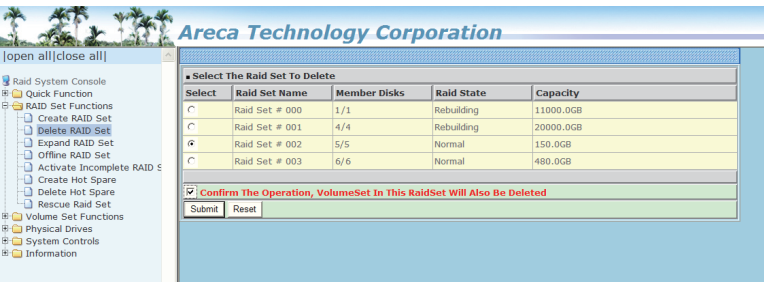 Areca Technology Corporation
|open all|close all|
Raid System Console
Quick Function
RAID Set Functions
Create RAID Set
Delete RAID Set
Expand RAID Set
Offline RAID Set
Activate Incomplete RAID S
Create Hot Spare
Delete Hot Spare
Rescue Raid Set
Volume Set Functions
Physical Drives
System Controls
Information
Select The Raid Set To Delete
Select Raid Set Name Member Disks Raid State Capacity
Raid Set # 000 1/1 Rebuilding 11000.0GB
Raid Set # 001 4/4 Rebuilding 20000.0GB
Raid Set # 002 5/5 Normal 150.0GB
Raid Set # 003 6/6 Normal 480.0GB
Confirm The Operation, VolumeSet In This RaidSet Will Also Be Deleted
Submit Reset